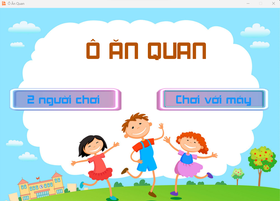 Ô Ăn Quan
Ô ĂN QUAN
2 người chơi
Chơi với máy